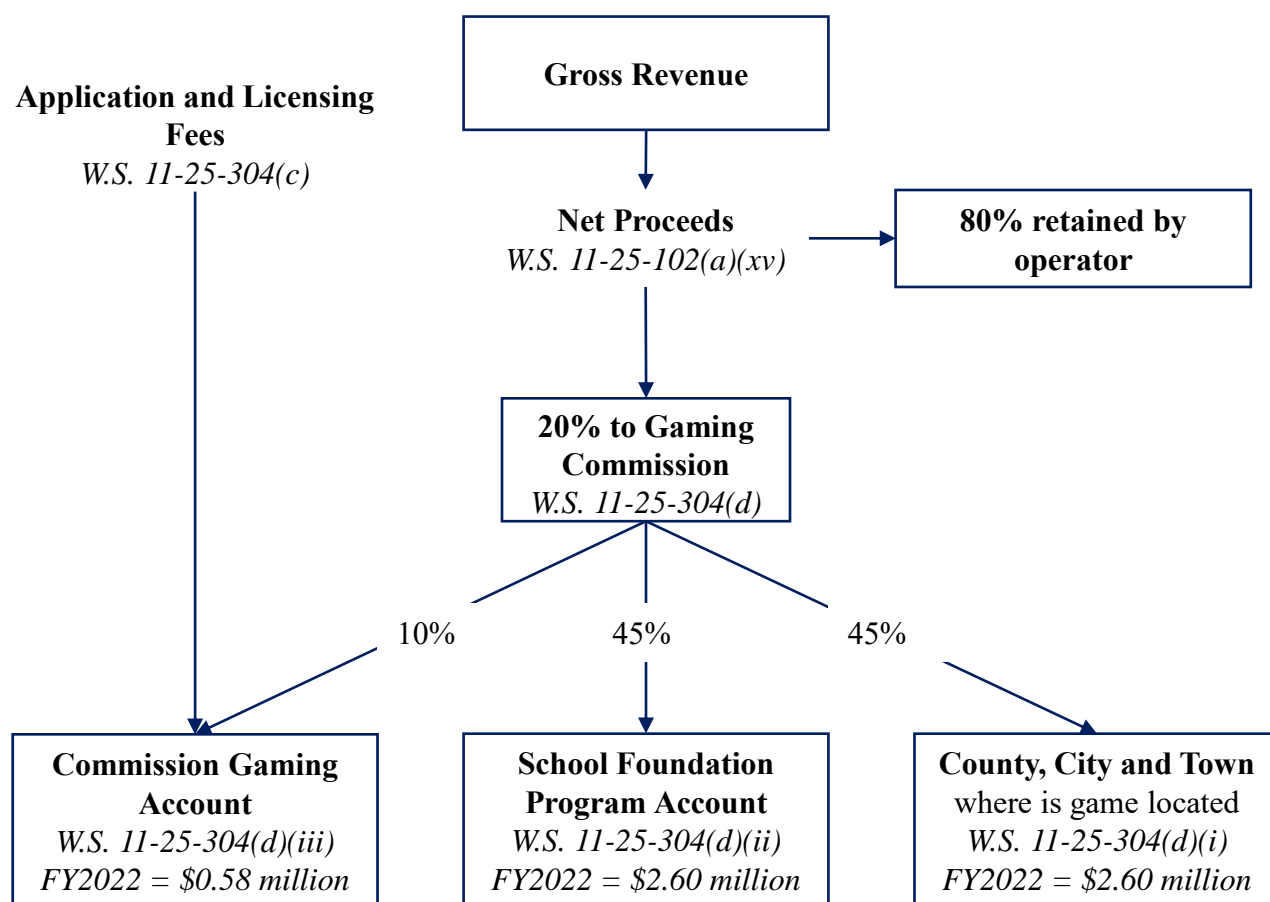 Gross Revenue
Application and Licensing
Fees
W.S. 11-25-304(c)
Net Proceeds
W.S. 11-25-102(a)(xv)
80% retained by
operator
20% to Gaming
Commission
W.S. 11-25-304(d)
10%
45%
45%
Commission Gaming
Account
W.S. 11-25-304(d)(iii)
FY2022 = $0.58 million
School Foundation
Program Account
W.S. 11-25-304(d)(ii)
FY2022 = $2.60 million
County, City and Town
where is game located
W.S. 11-25-304(d)(i)
FY2022 = $2.60 million